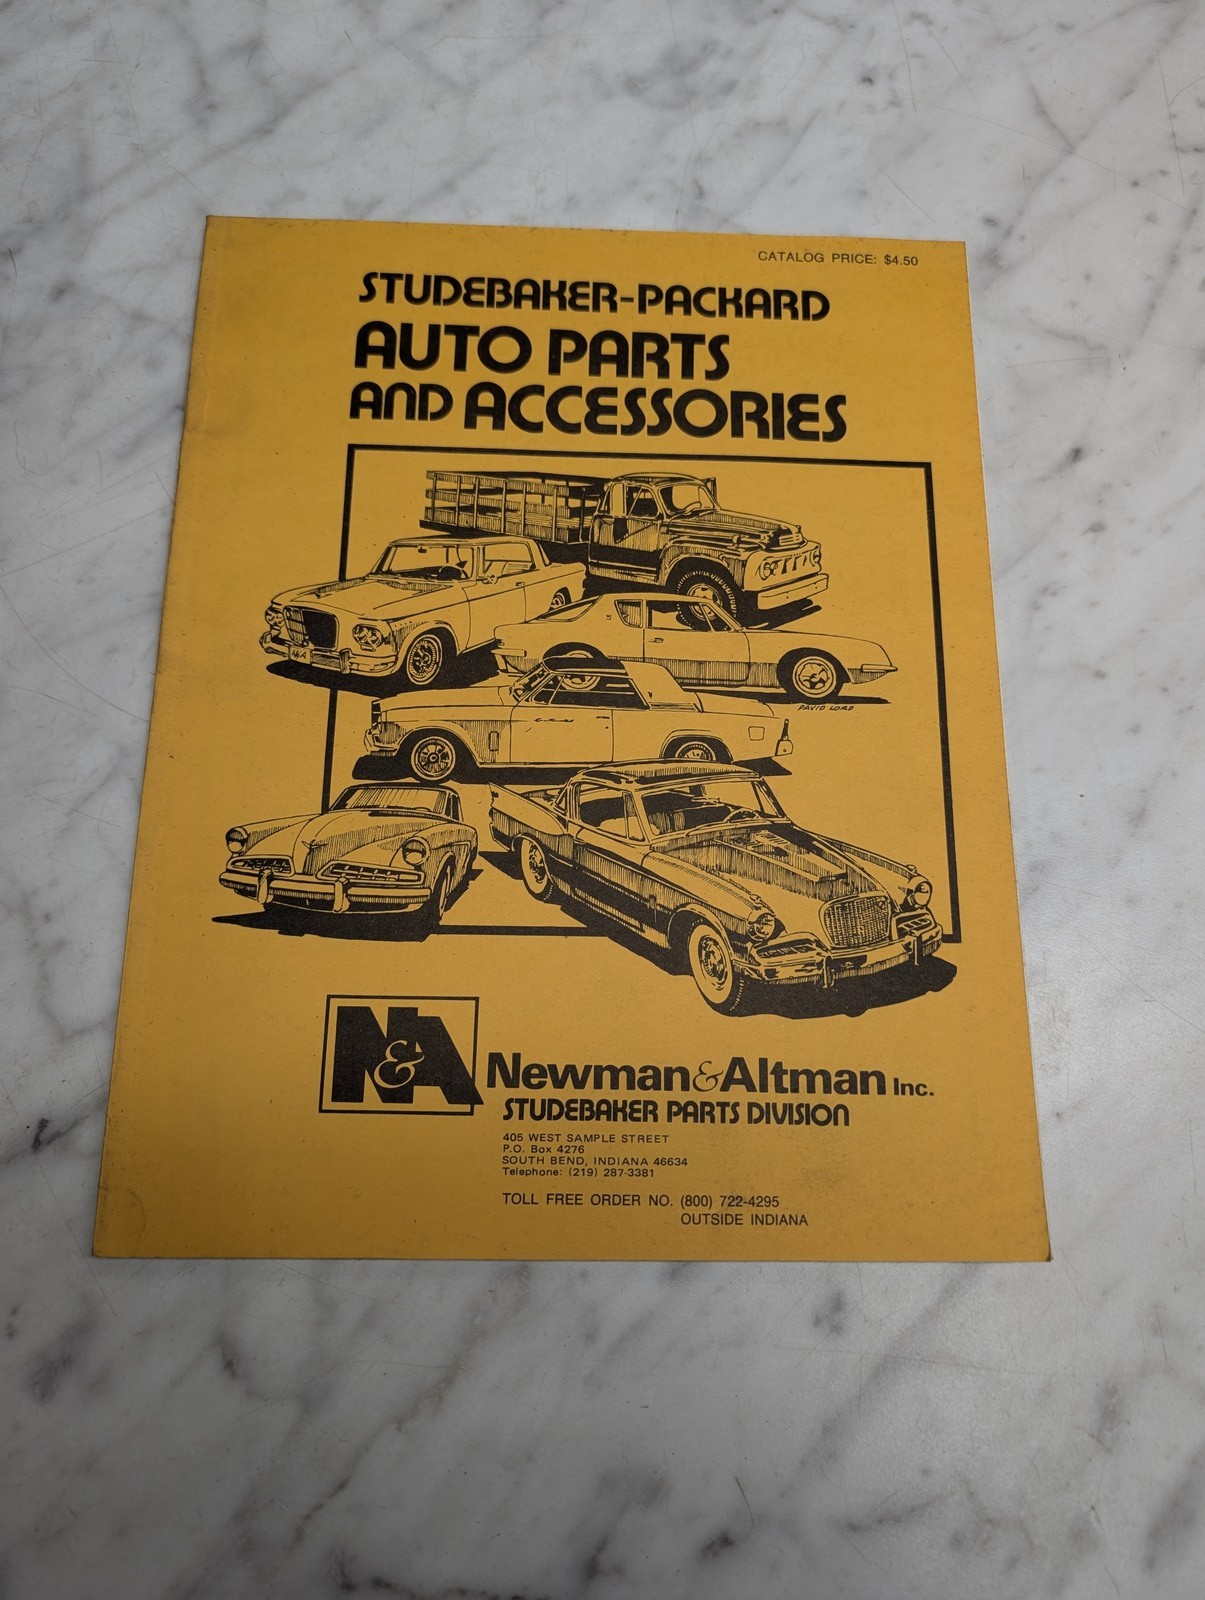 CATALOG PRICE: $4.50
STUDEBAKER-PACKARD
AUTO PARTS
AND ACCESSORIES
N&A
DAVID LORD
N&A
Newman & Altman Inc.
STUDEBAKER PARTS DIVISION
405 WEST SAMPLE STREET
P.O. Box 4276
SOUTH BEND, INDIANA 46634
Telephone: (219) 287-3381
TOLL FREE ORDER NO. (800) 722-4295
OUTSIDE INDIANA